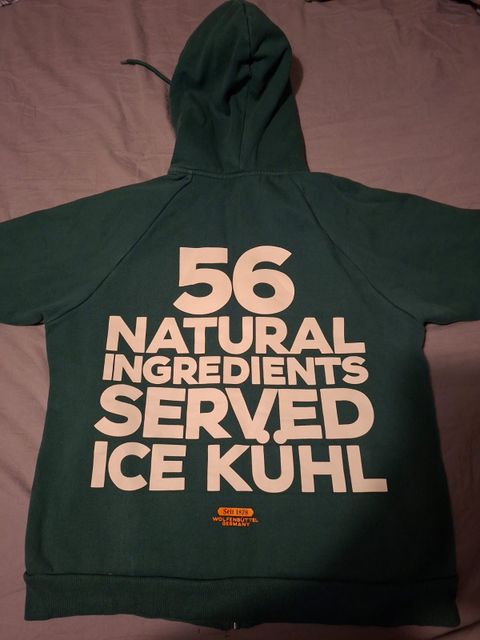 56
NATURAL
INGREDIENTS
SERVED
ICE KÜHL
Seit 1878
WOLFENBÜTTEL
GERMANY